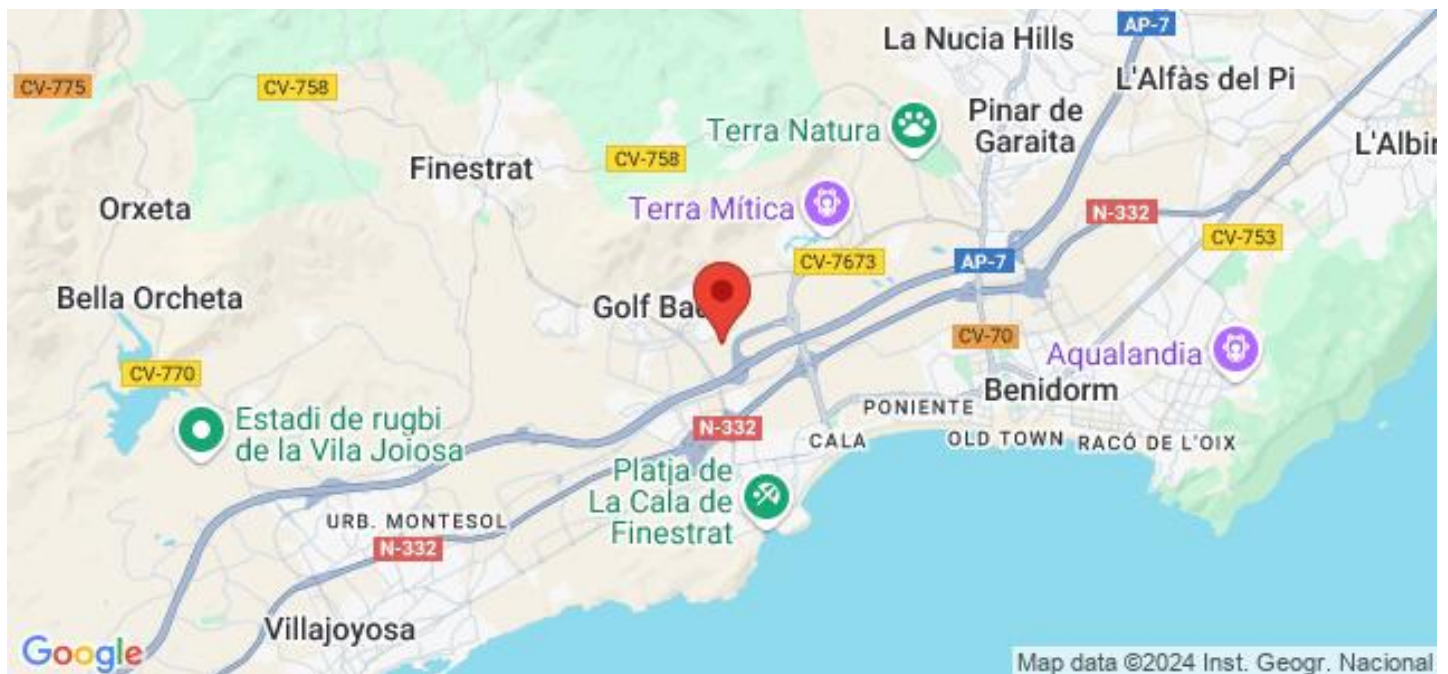 AP-7
La Nucia Hills
CV-775
CV-758
L'Alfàs del Pi
Terra Natura
Pinar de
Garaita
CV-758
Finestrat
L'Albir
Orxeta
Terra Mítica
N-332
CV-753
CV-7673
AP-7
Bella Orcheta
Golf
CV-70
Aqualandia
CV-770
Benidorm
PONIENTE
Estadi de rugbi
de la Vila Joiosa
N-332
CALA
OLD TOWN
RACÓ DE L'OIX
Platja de
La Cala de
Finestrat
URB. MONTESOL
N-332
Villajoyosa
Google
Map data ©2024 Inst. Geogr. Nacional